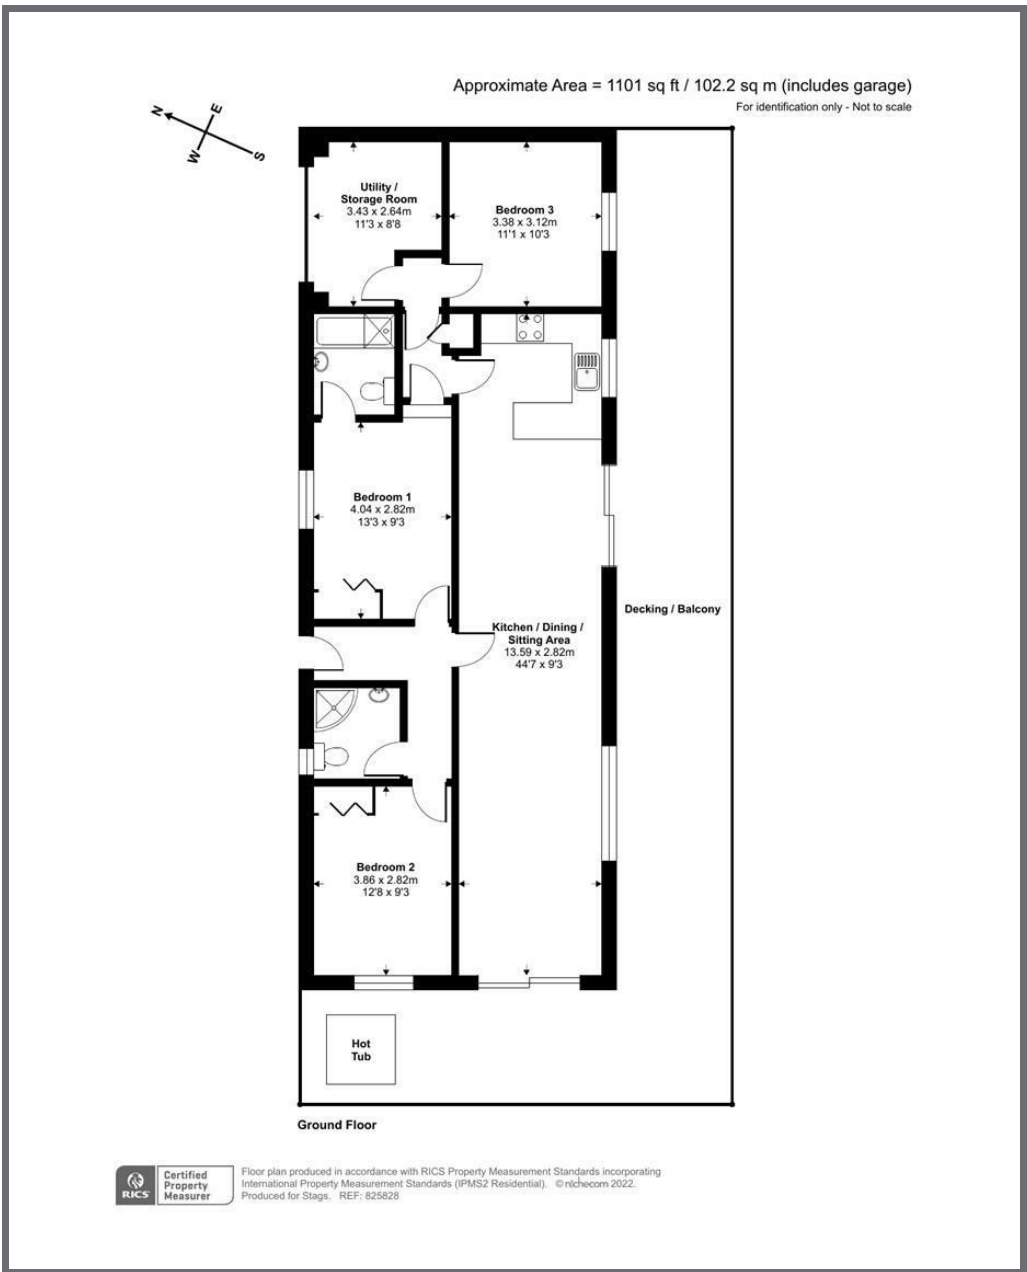 Approximate Area = 1101 sq ft / 102.2 sq m (includes garage)
For identification only - Not to scale
N
E
W
S
Utility /
Storage Room
3.43 x 2.64m
11'3 x 8'8
Bedroom 3
3.38 x 3.12m
11'1 x 10'3
Bedroom 1
4.04 x 2.82m
13'3 x 9'3
Decking / Balcony
Kitchen / Dining /
Sitting Area
13.59 x 2.82m
44'7 x 9'3
Bedroom 2
3.86 x 2.82m
12'8 x 9'3
Hot
Tub
Ground Floor
RICS
Certified
Property
Measurer
Floor plan produced in accordance with RICS Property Measurement Standards incorporating
International Property Measurement Standards (IPMS2 Residential). © nıchecom 2022.
Produced for Stags. REF: 825828